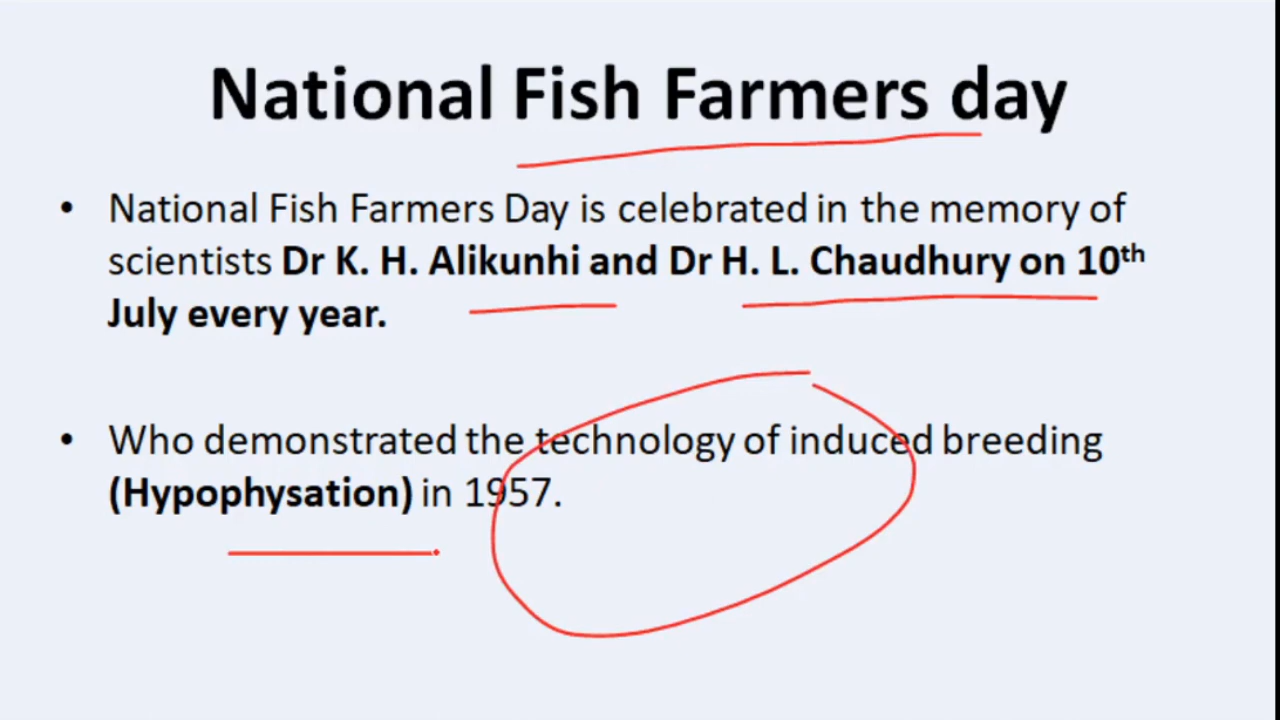 National Fish Farmers day
• National Fish Farmers Day is celebrated in the memory of
scientists Dr K. H. Alikunhi and Dr H. L. Chaudhury on 10th
July every year.
• Who demonstrated the technology of induced breeding
(Hypophysation) in 1957.